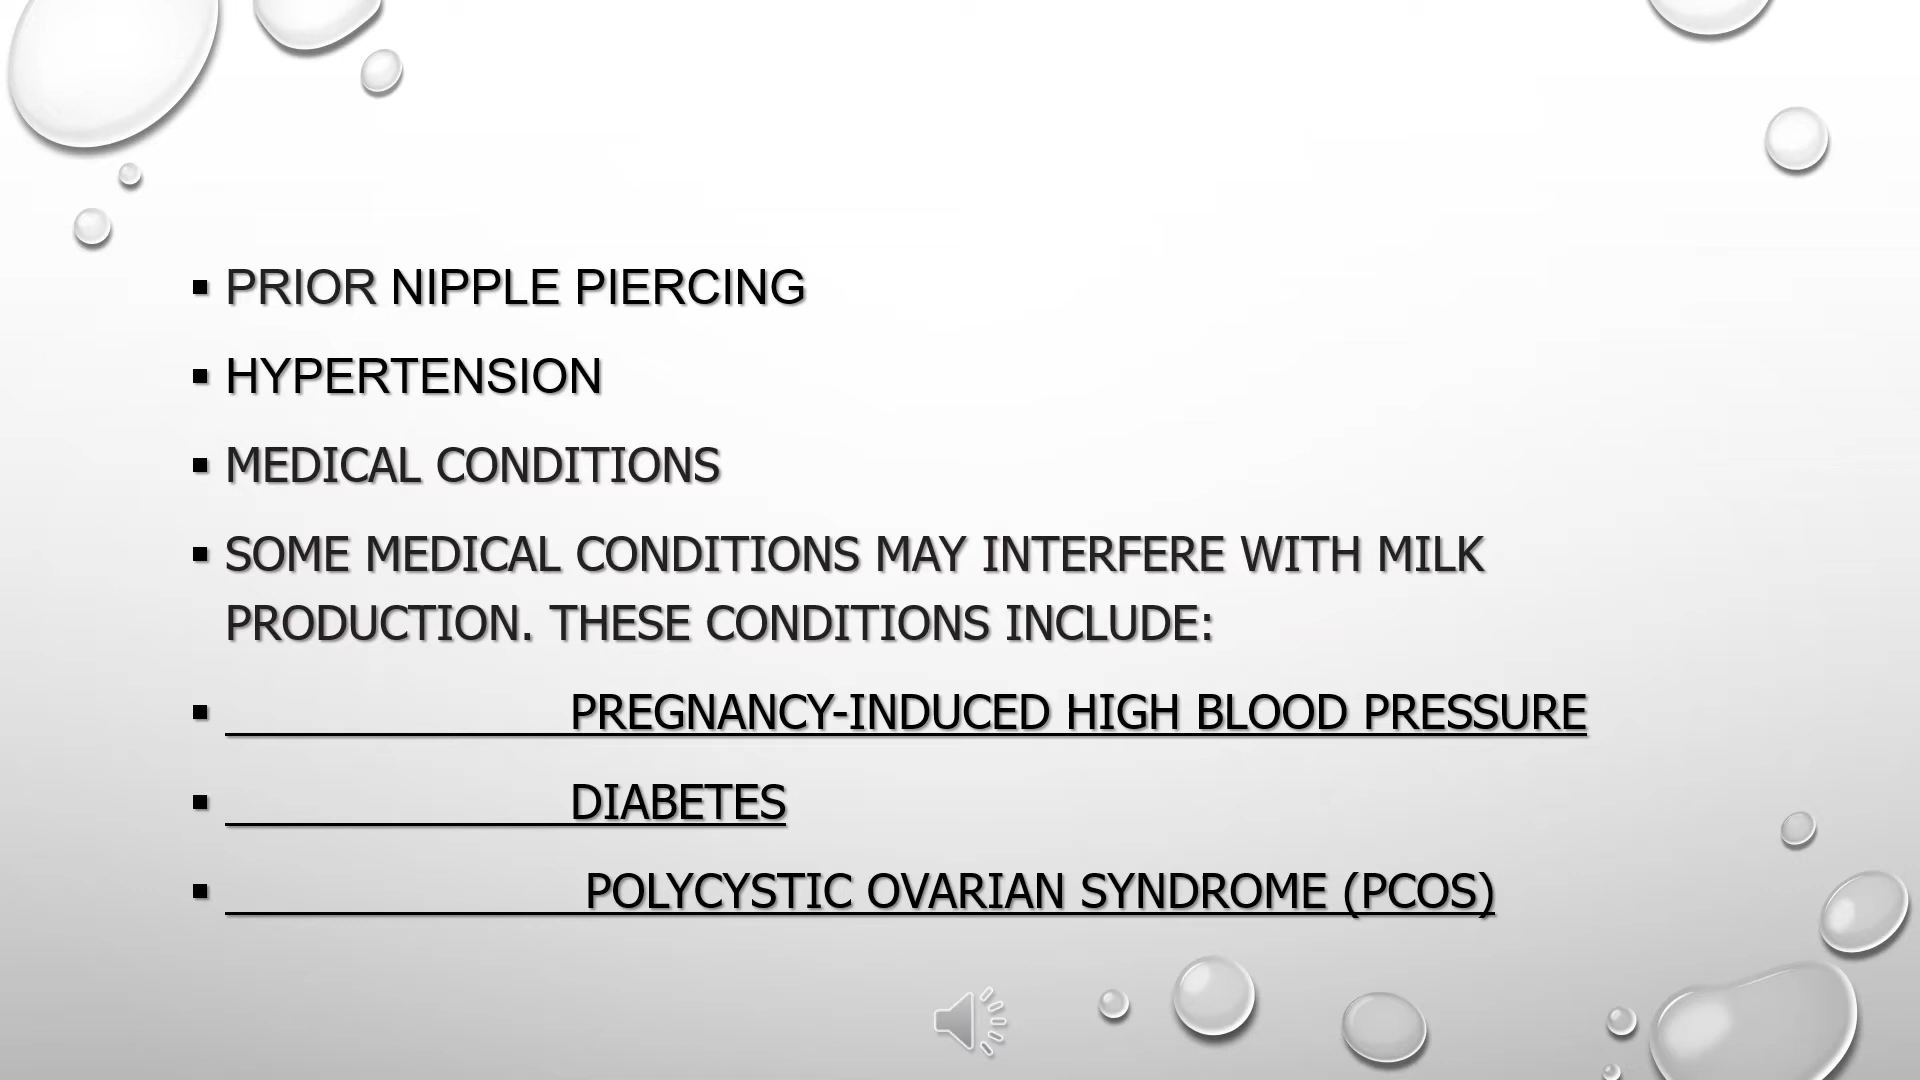 ▪ PRIOR NIPPLE PIERCING
▪ HYPERTENSION
▪ MEDICAL CONDITIONS
▪ SOME MEDICAL CONDITIONS MAY INTERFERE WITH MILK
PRODUCTION. THESE CONDITIONS INCLUDE:
▪ PREGNANCY-INDUCED HIGH BLOOD PRESSURE
▪ DIABETES
▪ POLYCYSTIC OVARIAN SYNDROME (PCOS)